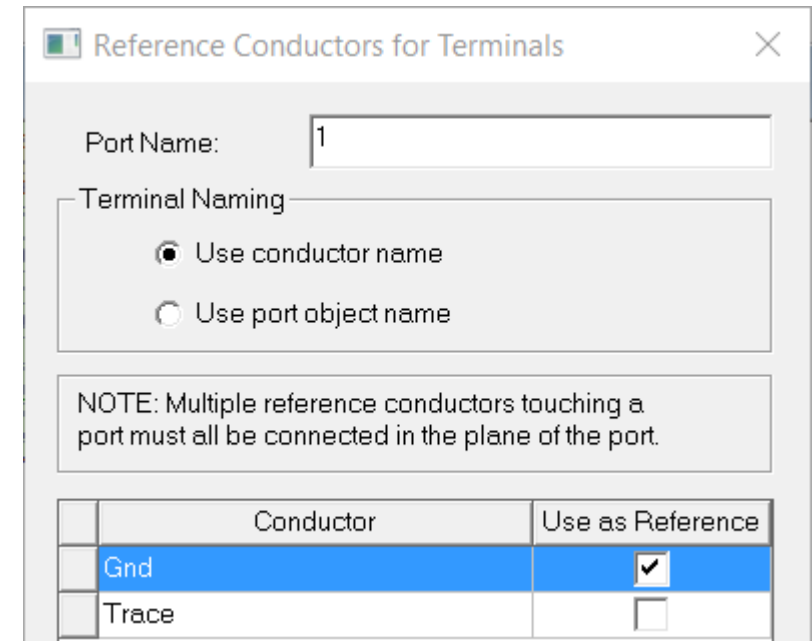 Reference Conductors for Terminals
Port Name: 1
Terminal Naming
Use conductor name
Use port object name
NOTE: Multiple reference conductors touching a
port must all be connected in the plane of the port.
Conductor Use as Reference
Gnd
Trace